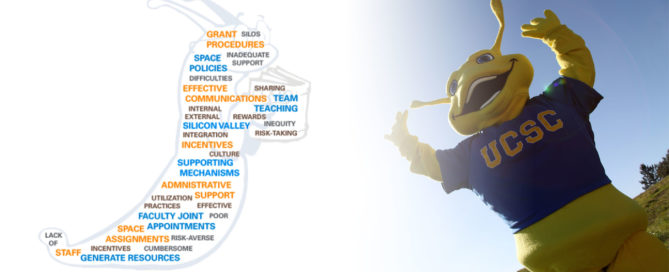 GRANT SILOS
PROCEDURES
SPACE INADEQUATE
POLICIES SUPPORT
DIFFICULTIES
EFFECTIVE SHARING
COMMUNICATIONS TEAM
INTERNAL TEACHING
EXTERNAL REWARDS
SILICON VALLEY INEQUITY
INTEGRATION RISK-TAKING
INCENTIVES
CULTURE
SUPPORTING
MECHANISMS
ADMNISTRATIVE
UTILIZATION SUPPORT
PRACTICES EFFECTIVE
FACULTY JOINT POOR
SPACE APPOINTMENTS
LACK ASSIGNMENTS RISK-AVERSE
OF
STAFF INCENTIVES CUMBERSOME
GENERATE RESOURCES
UCSC